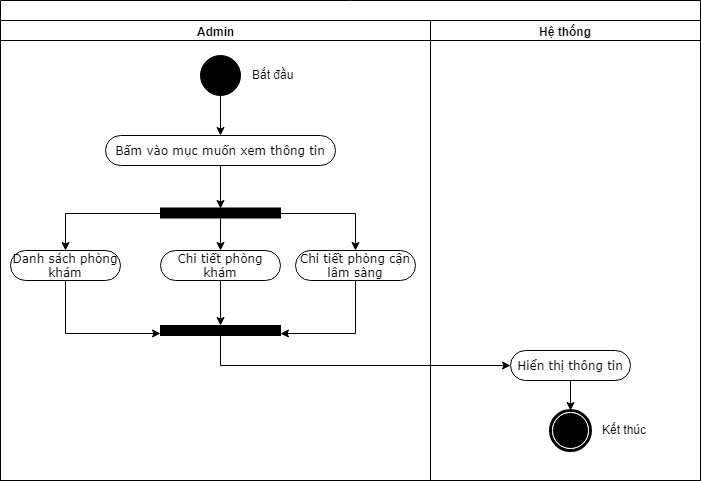 Admin
Hệ thống
Bắt đầu
Bấm vào mục muốn xem thông tin
Danh sách phòng
khám
Chi tiết phòng
khám
Chi tiết phòng cận
lâm sàng
Hiển thị thông tin
Kết thúc